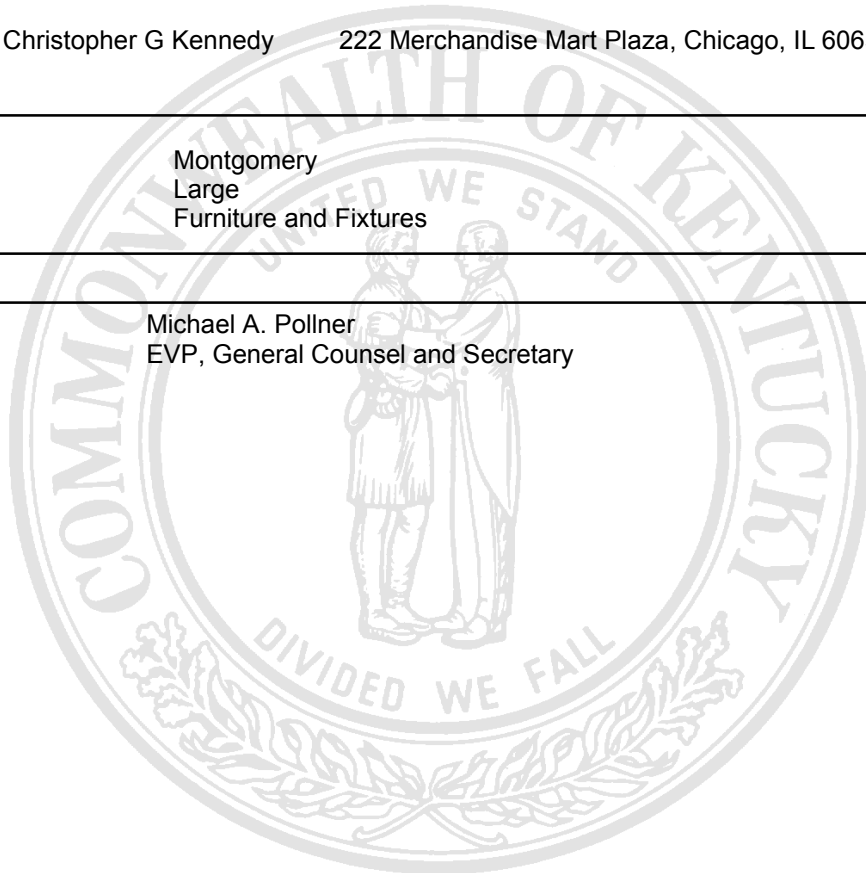 Christopher G Kennedy 222 Merchandise Mart Plaza, Chicago, IL 606
Montgomery
Large
Furniture and Fixtures
Michael A. Pollner
EVP, General Counsel and Secretary
COMMONWEALTH OF KENTUCKY
UNITED WE STAND
DIVIDED WE FALL